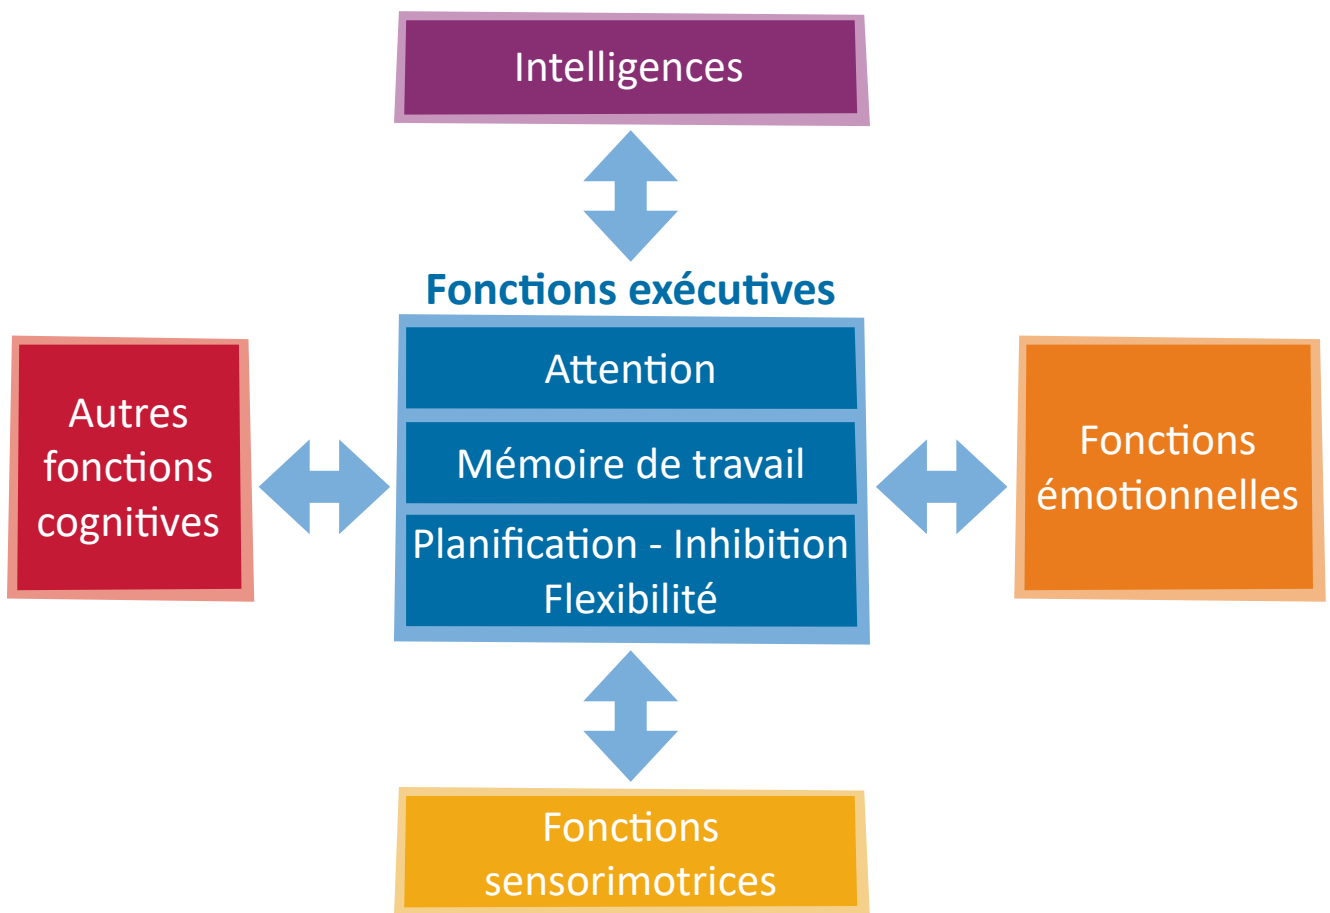 Intelligences
Fonctions exécutives
Attention
Mémoire de travail
Planification - Inhibition
Flexibilité
Autres
fonctions
cognitives
Fonctions
émotionnelles
Fonctions
sensorimotrices